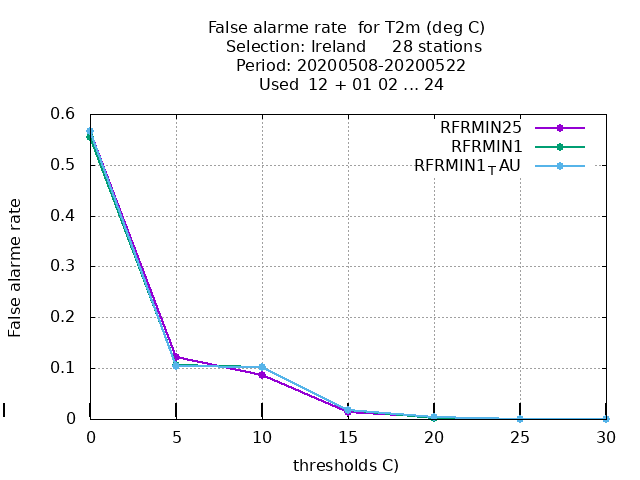 False alarme rate  for T2m (deg C)
Selection: Ireland     28 stations
Period: 20200508-20200522
Used  12 + 01 02 ... 24
RFRMIN25
RFRMIN1
RFRMIN1TAU
False alarme rate
0.6
0.5
0.4
0.3
0.2
0.1
0
0 5 10 15 20 25 30
thresholds C)